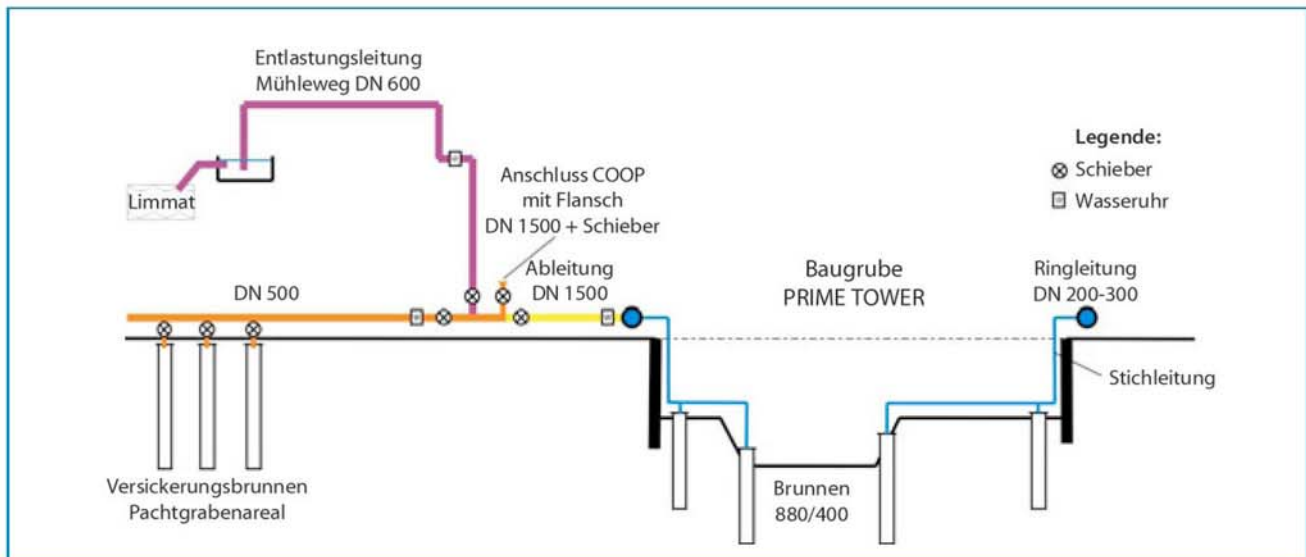 Entlastungsleitung
Mühleweg DN 600
Legende:
Schieber
Wasseruhr
Limmat
Anschluss COOP
mit Flansch
DN 1500 + Schieber
DN 500
Ableitung
DN 1500
Baugrube
PRIME TOWER
Ringleitung
DN 200-300
Stichleitung
Versickerungsbrunnen
Pachtgrabenareal
Brunnen
880/400